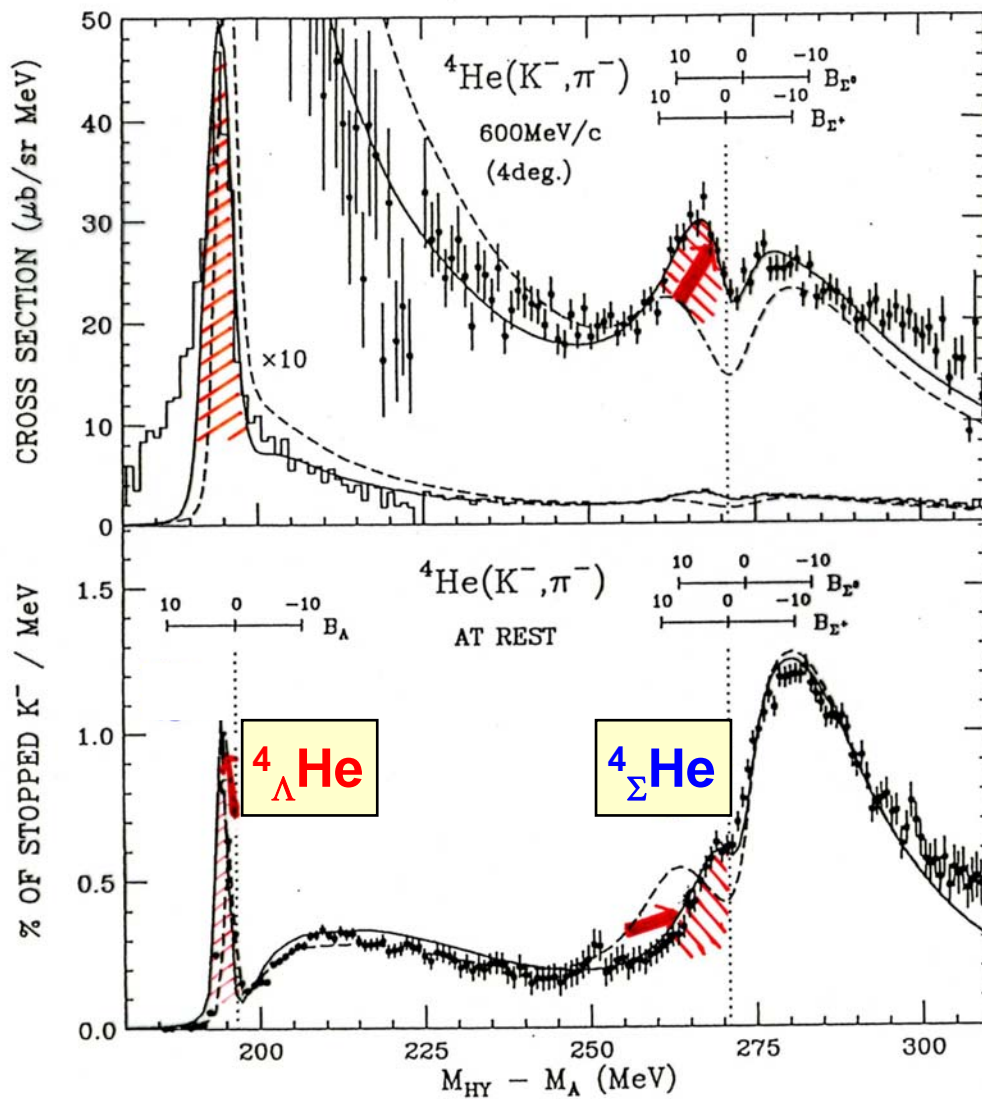 CROSS SECTION (μb/sr MeV)
50
40
30
20
10
0
⁴He(K⁻,π⁻)
600MeV/c
(4deg.)
10 0 -10
B_Σ⁰
10 0 -10
B_Σ⁺
×10
% OF STOPPED K⁻ / MeV
1.5
1.0
0.5
0.0
⁴He(K⁻,π⁻)
AT REST
10 0 -10
B_Λ
10 0 -10
B_Σ⁰
10 0 -10
B_Σ⁺
⁴_ΛHe
⁴_ΣHe
200 225 250 275 300
M_HY − M_A (MeV)